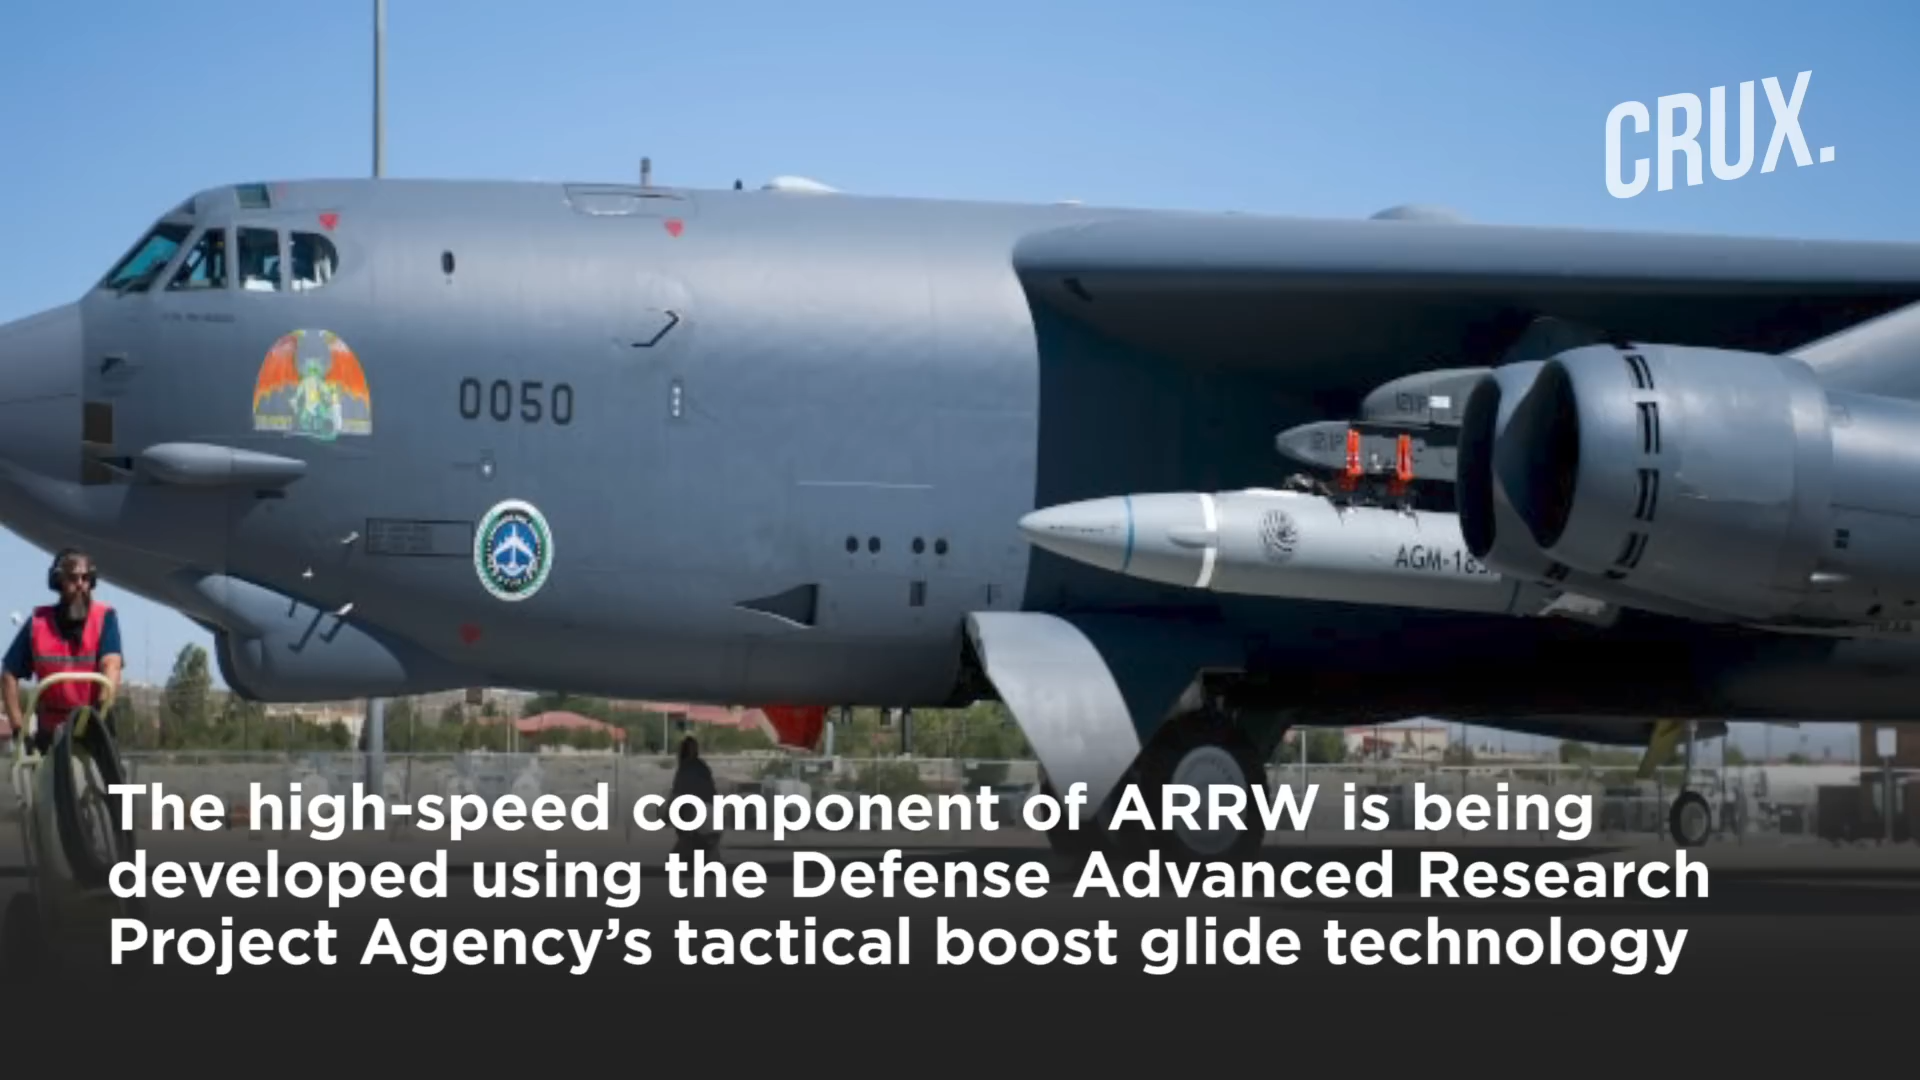 CRUX.
0050
AGM-183
The high-speed component of ARRW is being
developed using the Defense Advanced Research
Project Agency’s tactical boost glide technology